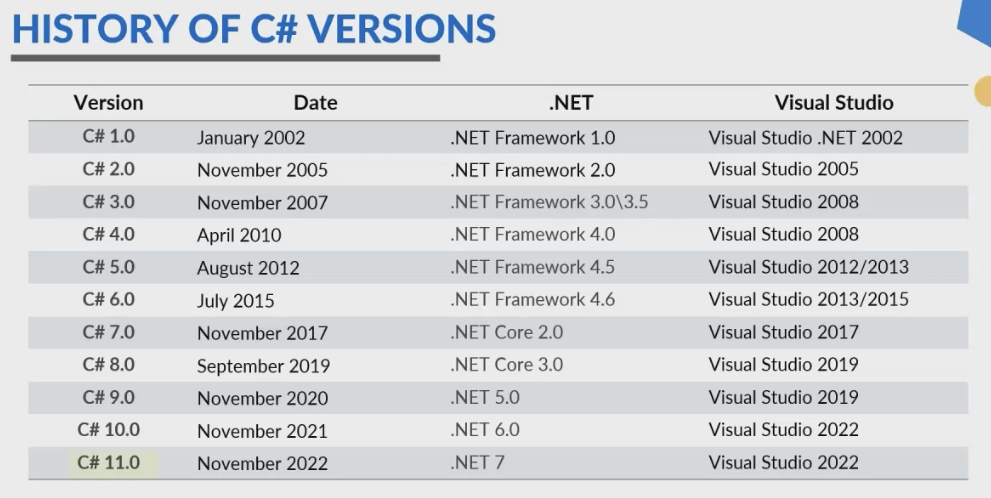 HISTORY OF C# VERSIONS
Version Date .NET Visual Studio
C# 1.0 January 2002 .NET Framework 1.0 Visual Studio .NET 2002
C# 2.0 November 2005 .NET Framework 2.0 Visual Studio 2005
C# 3.0 November 2007 .NET Framework 3.0\3.5 Visual Studio 2008
C# 4.0 April 2010 .NET Framework 4.0 Visual Studio 2008
C# 5.0 August 2012 .NET Framework 4.5 Visual Studio 2012/2013
C# 6.0 July 2015 .NET Framework 4.6 Visual Studio 2013/2015
C# 7.0 November 2017 .NET Core 2.0 Visual Studio 2017
C# 8.0 September 2019 .NET Core 3.0 Visual Studio 2019
C# 9.0 November 2020 .NET 5.0 Visual Studio 2019
C# 10.0 November 2021 .NET 6.0 Visual Studio 2022
C# 11.0 November 2022 .NET 7 Visual Studio 2022